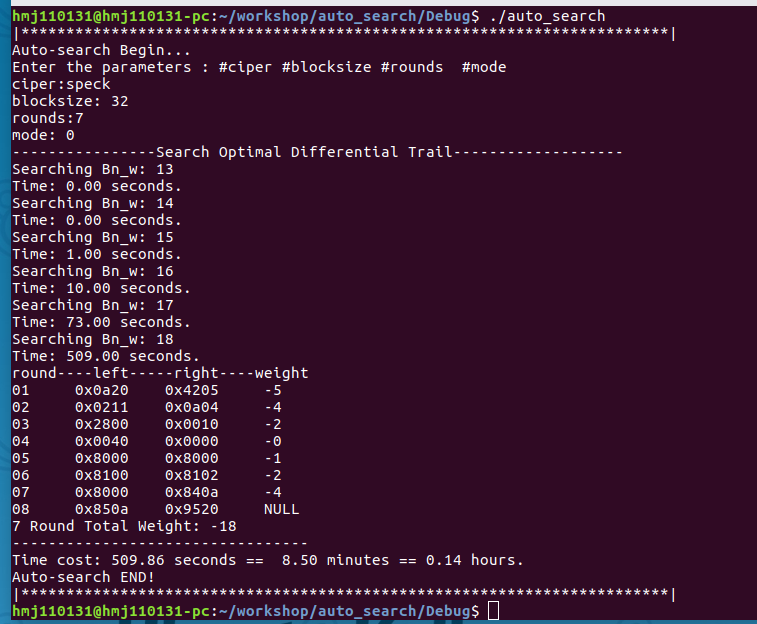 hmj110131@hmj110131-pc:~/workshop/auto_search/Debug$ ./auto_search
|************************************************************************|
Auto-search Begin...
Enter the parameters : #ciper #blocksize #rounds  #mode
ciper:speck
blocksize: 32
rounds:7
mode: 0
----------------Search Optimal Differential Trail-------------------
Searching Bn_w: 13
Time: 0.00 seconds.
Searching Bn_w: 14
Time: 0.00 seconds.
Searching Bn_w: 15
Time: 1.00 seconds.
Searching Bn_w: 16
Time: 10.00 seconds.
Searching Bn_w: 17
Time: 73.00 seconds.
Searching Bn_w: 18
Time: 509.00 seconds.
round----left-----right----weight
01     0x0a20    0x4205     -5
02     0x0211    0x0a04     -4
03     0x2800    0x0010     -2
04     0x0040    0x0000     -0
05     0x8000    0x8000     -1
06     0x8100    0x8102     -2
07     0x8000    0x840a     -4
08     0x850a    0x9520     NULL
7 Round Total Weight: -18
---------------------------------
Time cost: 509.86 seconds ==  8.50 minutes == 0.14 hours.
Auto-search END!
|************************************************************************|
hmj110131@hmj110131-pc:~/workshop/auto_search/Debug$